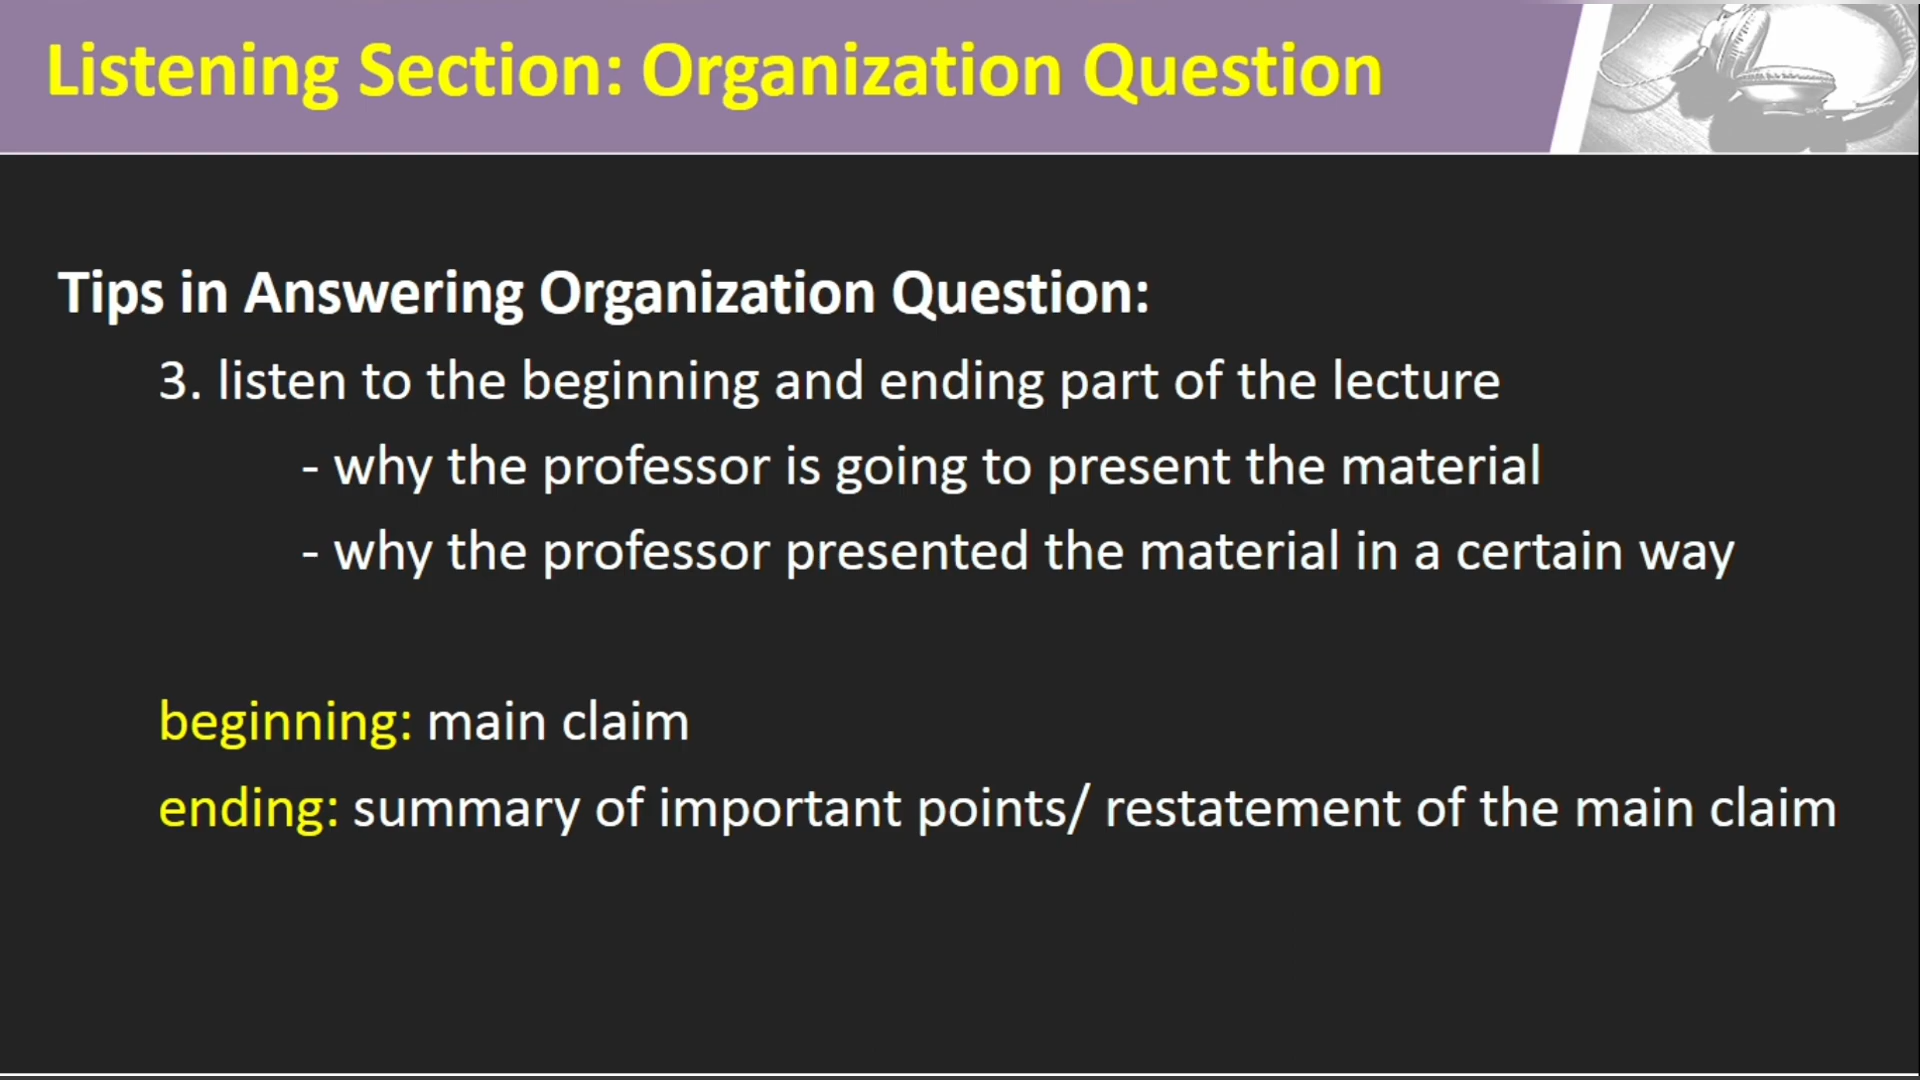 Listening Section: Organization Question
Tips in Answering Organization Question:
3. listen to the beginning and ending part of the lecture
- why the professor is going to present the material
- why the professor presented the material in a certain way
beginning: main claim
ending: summary of important points/ restatement of the main claim